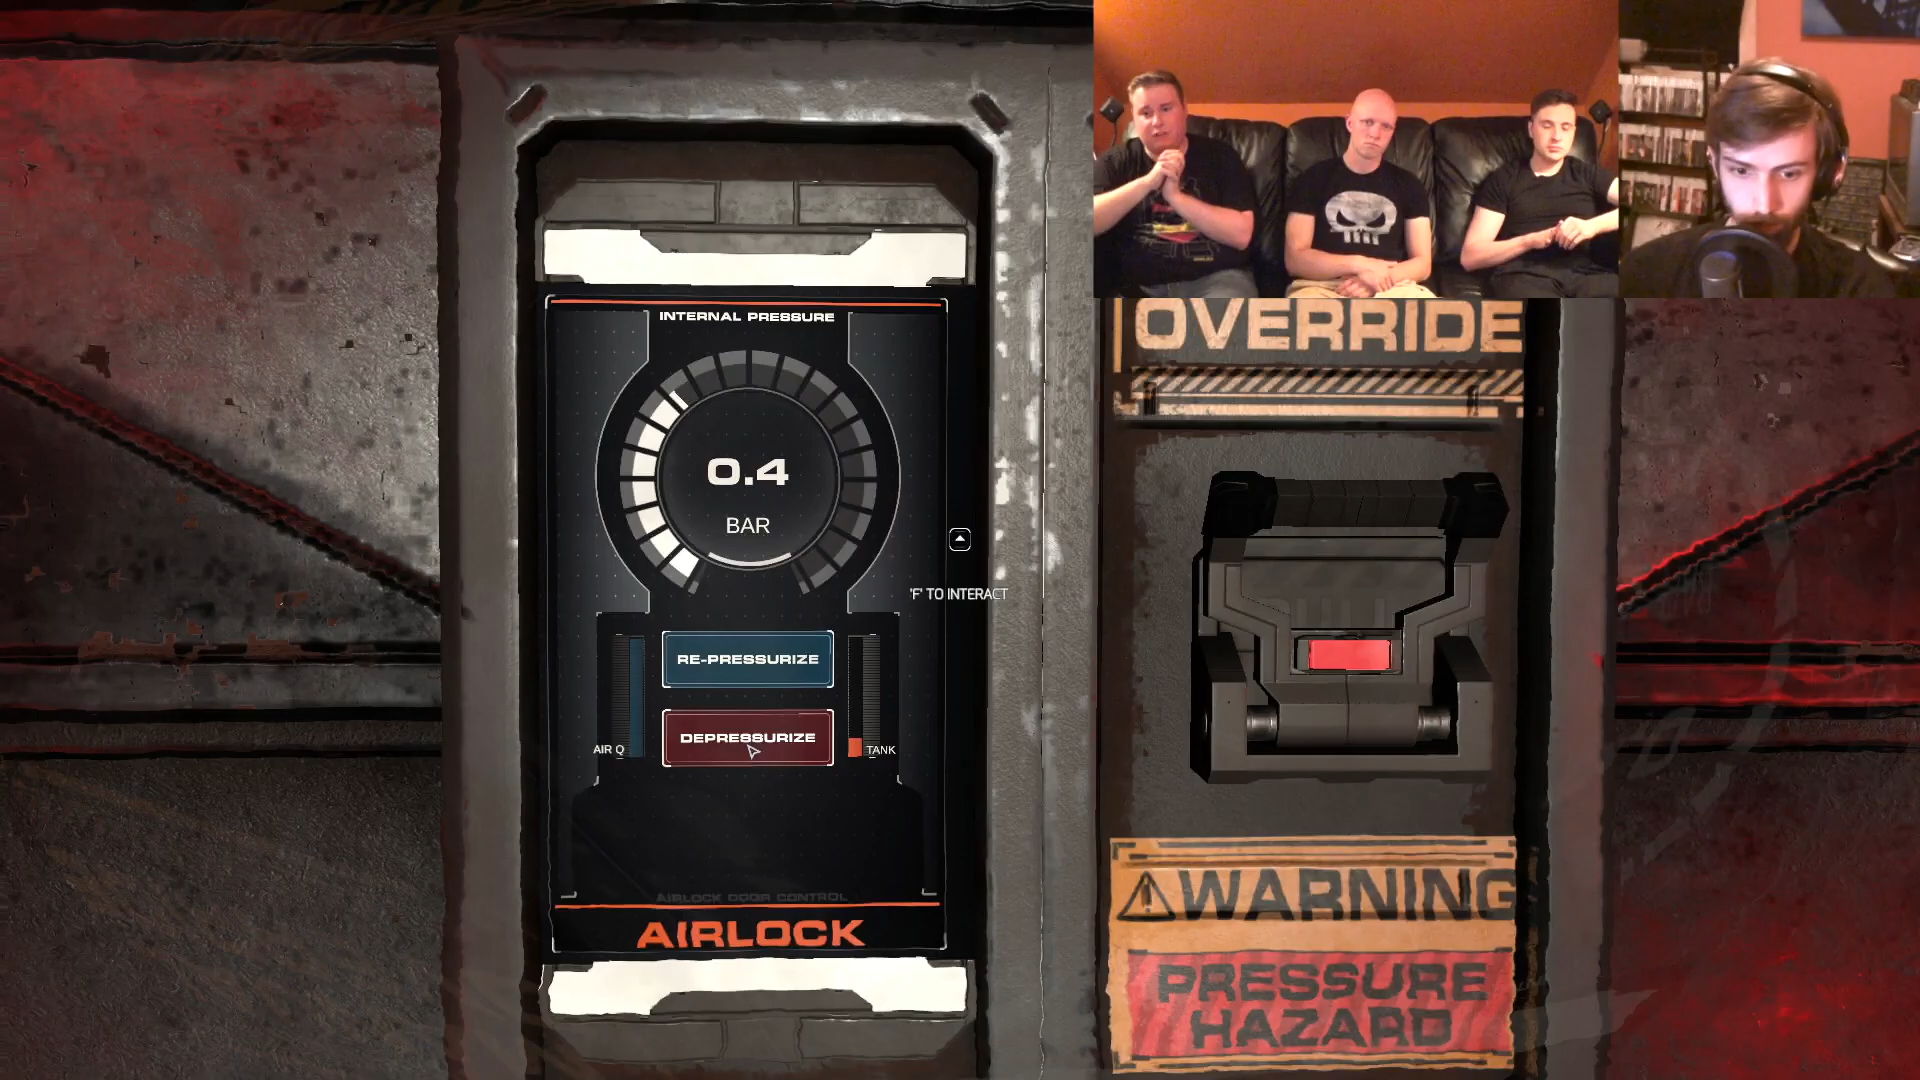 INTERNAL PRESSURE
0.4
BAR
RE-PRESSURIZE
DEPRESSURIZE
AIR Q
TANK
AIRLOCK DOOR CONTROL
AIRLOCK
'F' TO INTERACT
OVERRIDE
WARNING
PRESSURE
HAZARD